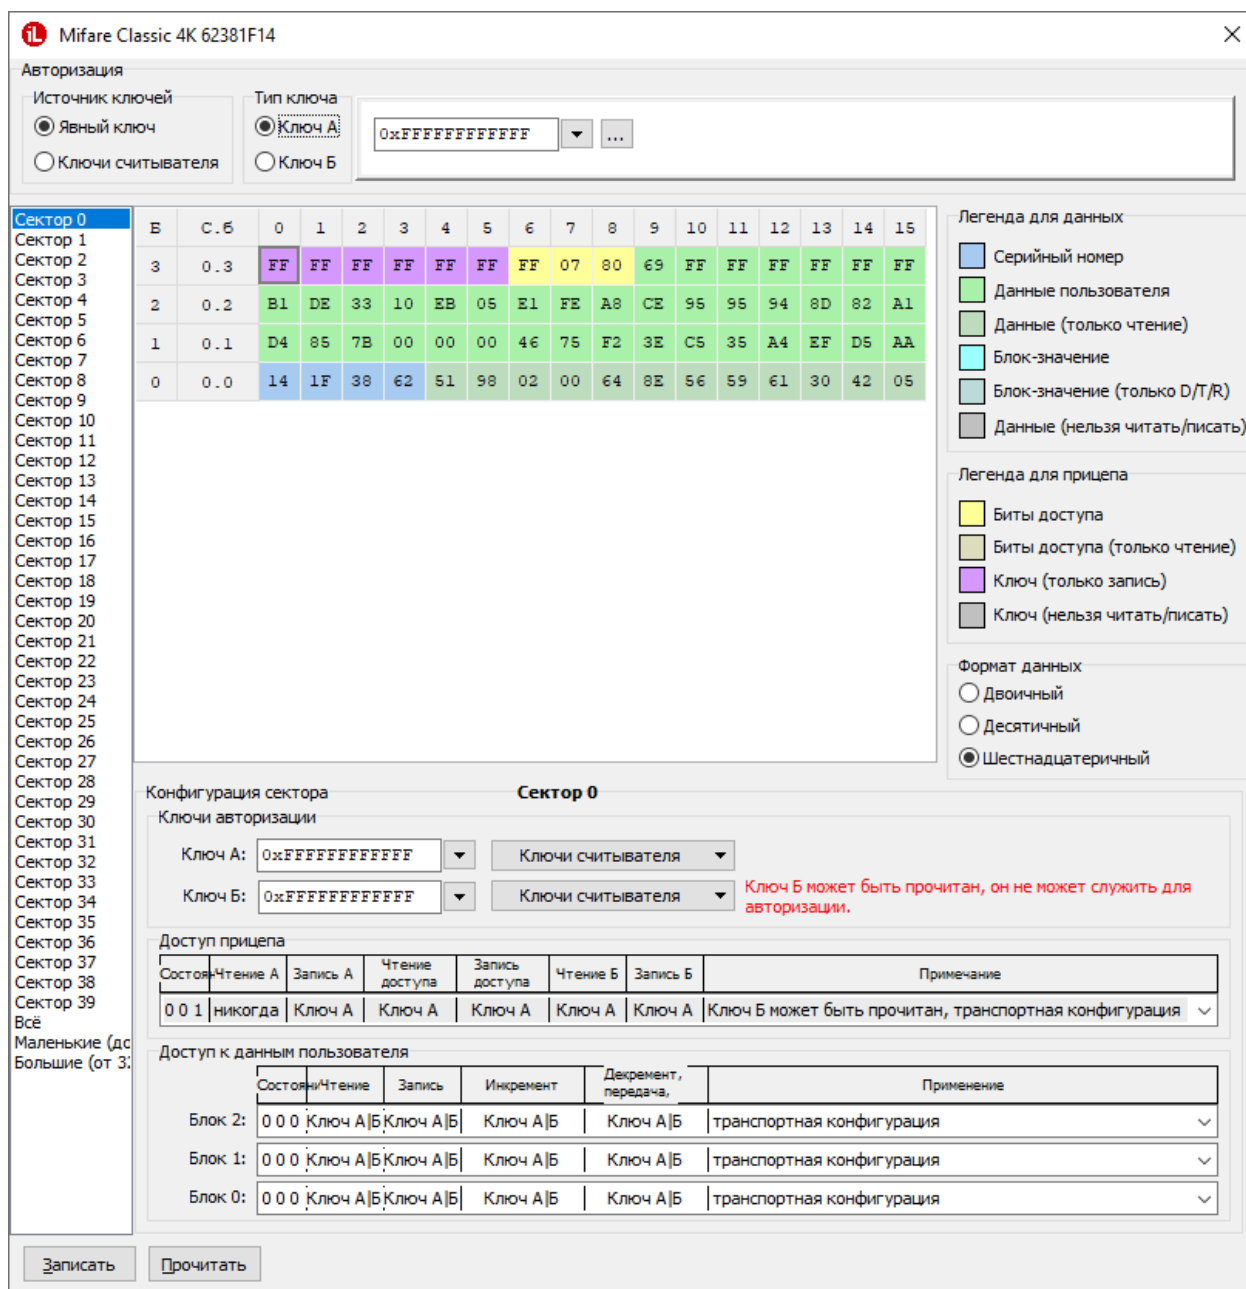 iL Mifare Classic 4K 62381F14
Авторизация
Источник ключей
Явный ключ
Ключи считывателя
Тип ключа
Ключ А
Ключ Б
0xFFFFFFFFFFFF ...
Сектор 0
Сектор 1
Сектор 2
Сектор 3
Сектор 4
Сектор 5
Сектор 6
Сектор 7
Сектор 8
Сектор 9
Сектор 10
Сектор 11
Сектор 12
Сектор 13
Сектор 14
Сектор 15
Сектор 16
Сектор 17
Сектор 18
Сектор 19
Сектор 20
Сектор 21
Сектор 22
Сектор 23
Сектор 24
Сектор 25
Сектор 26
Сектор 27
Сектор 28
Сектор 29
Сектор 30
Сектор 31
Сектор 32
Сектор 33
Сектор 34
Сектор 35
Сектор 36
Сектор 37
Сектор 38
Сектор 39
Всё
Маленькие (до
Большие (от 32
Б С.б 0 1 2 3 4 5 6 7 8 9 10 11 12 13 14 15
3 0.3 FF FF FF FF FF FF FF 07 80 69 FF FF FF FF FF FF
2 0.2 B1 DE 33 10 EB 05 E1 FE A8 CE 95 95 94 8D 82 A1
1 0.1 D4 85 7B 00 00 00 46 75 F2 3E C5 35 A4 EF D5 AA
0 0.0 14 1F 38 62 51 98 02 00 64 8E 56 59 61 30 42 05
Легенда для данных
Серийный номер
Данные пользователя
Данные (только чтение)
Блок-значение
Блок-значение (только D/T/R)
Данные (нельзя читать/писать)
Легенда для прицепа
Биты доступа
Биты доступа (только чтение)
Ключ (только запись)
Ключ (нельзя читать/писать)
Формат данных
Двоичный
Десятичный
Шестнадцатеричный
Конфигурация сектора Сектор 0
Ключи авторизации
Ключ А: 0xFFFFFFFFFFFF Ключи считывателя
Ключ Б: 0xFFFFFFFFFFFF Ключи считывателя
Ключ Б может быть прочитан, он не может служить для
авторизации.
Доступ прицепа
Состоян Чтение А Запись А Чтение доступа Запись доступа Чтение Б Запись Б Примечание
0 0 1 никогда Ключ А Ключ А Ключ А Ключ А Ключ А Ключ Б может быть прочитан, транспортная конфигурация
Доступ к данным пользователя
Состояни Чтение Запись Инкремент Декремент, передача, Применение
Блок 2: 0 0 0 Ключ А|Б Ключ А|Б Ключ А|Б Ключ А|Б транспортная конфигурация
Блок 1: 0 0 0 Ключ А|Б Ключ А|Б Ключ А|Б Ключ А|Б транспортная конфигурация
Блок 0: 0 0 0 Ключ А|Б Ключ А|Б Ключ А|Б Ключ А|Б транспортная конфигурация
Записать Прочитать